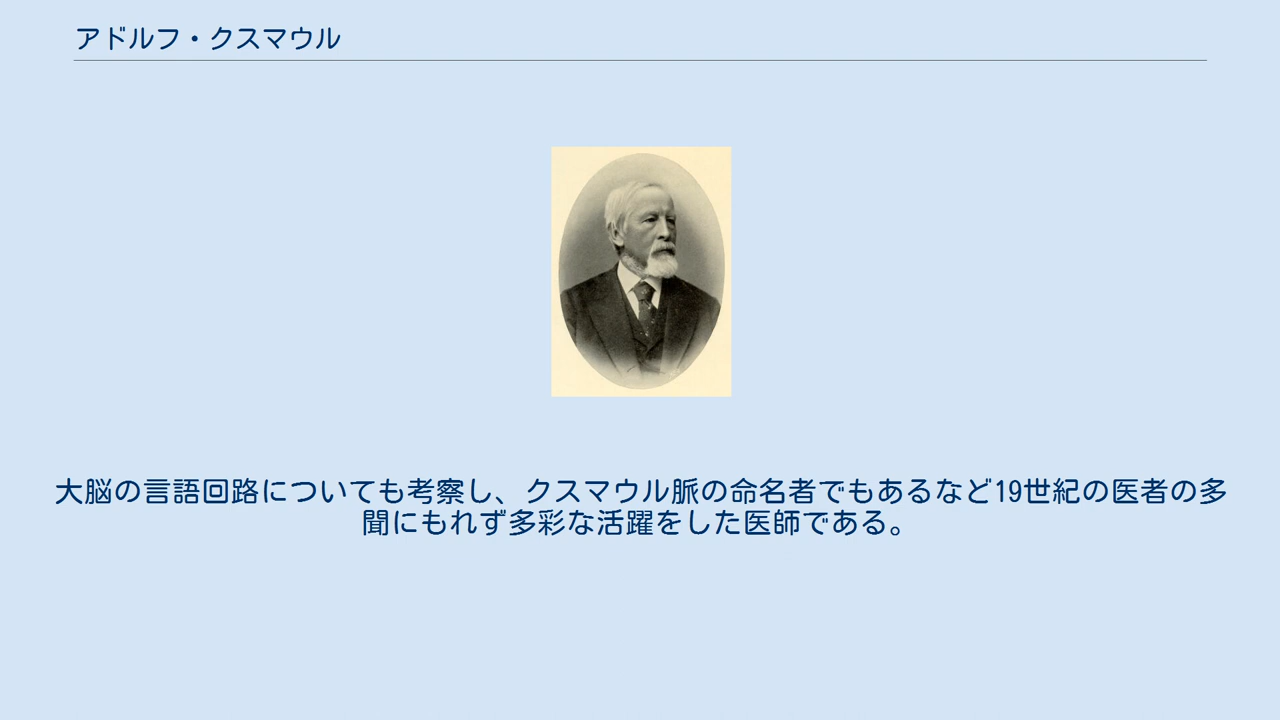 アドルフ・クスマウル
大脳の言語回路についても考察し、クスマウル脈の命名者でもあるなど19世紀の医者の多
聞にもれず多彩な活躍をした医師である。